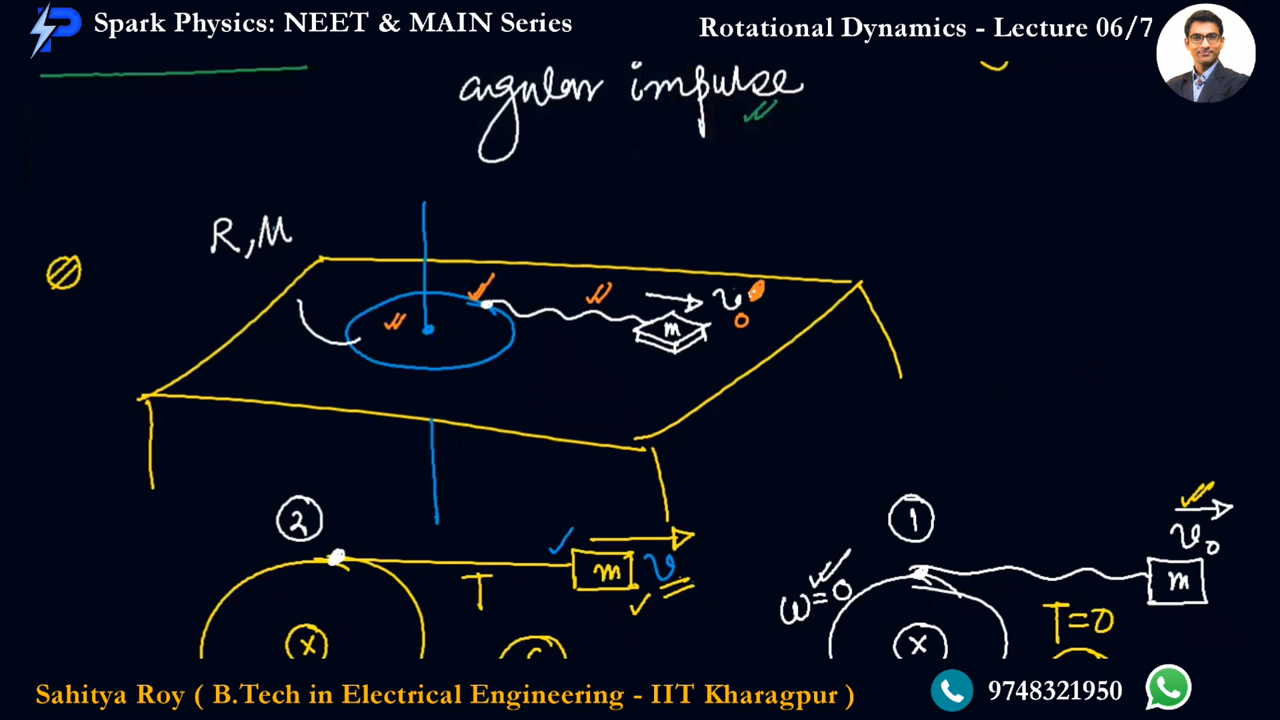 Spark Physics: NEET & MAIN Series
Rotational Dynamics - Lecture 06/7
angular impulse
R, M
m
v₀
②
①
m
v
T
v₀
m
ω=0
T=0
X
X
Sahitya Roy ( B.Tech in Electrical Engineering - IIT Kharagpur )
9748321950